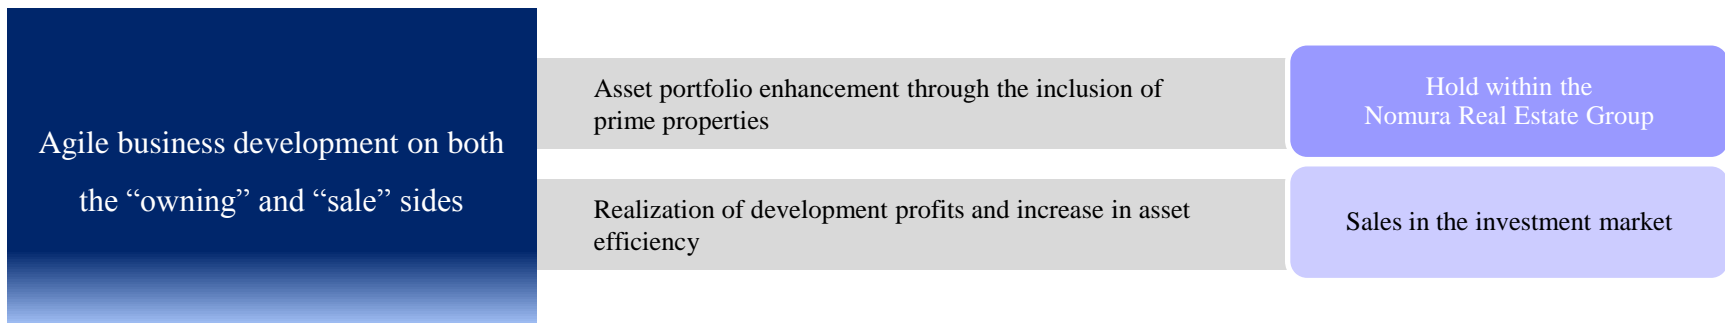 Agile business development on both
the “owning” and “sale” sides
Asset portfolio enhancement through the inclusion of
prime properties
Hold within the
Nomura Real Estate Group
Realization of development profits and increase in asset
efficiency
Sales in the investment market